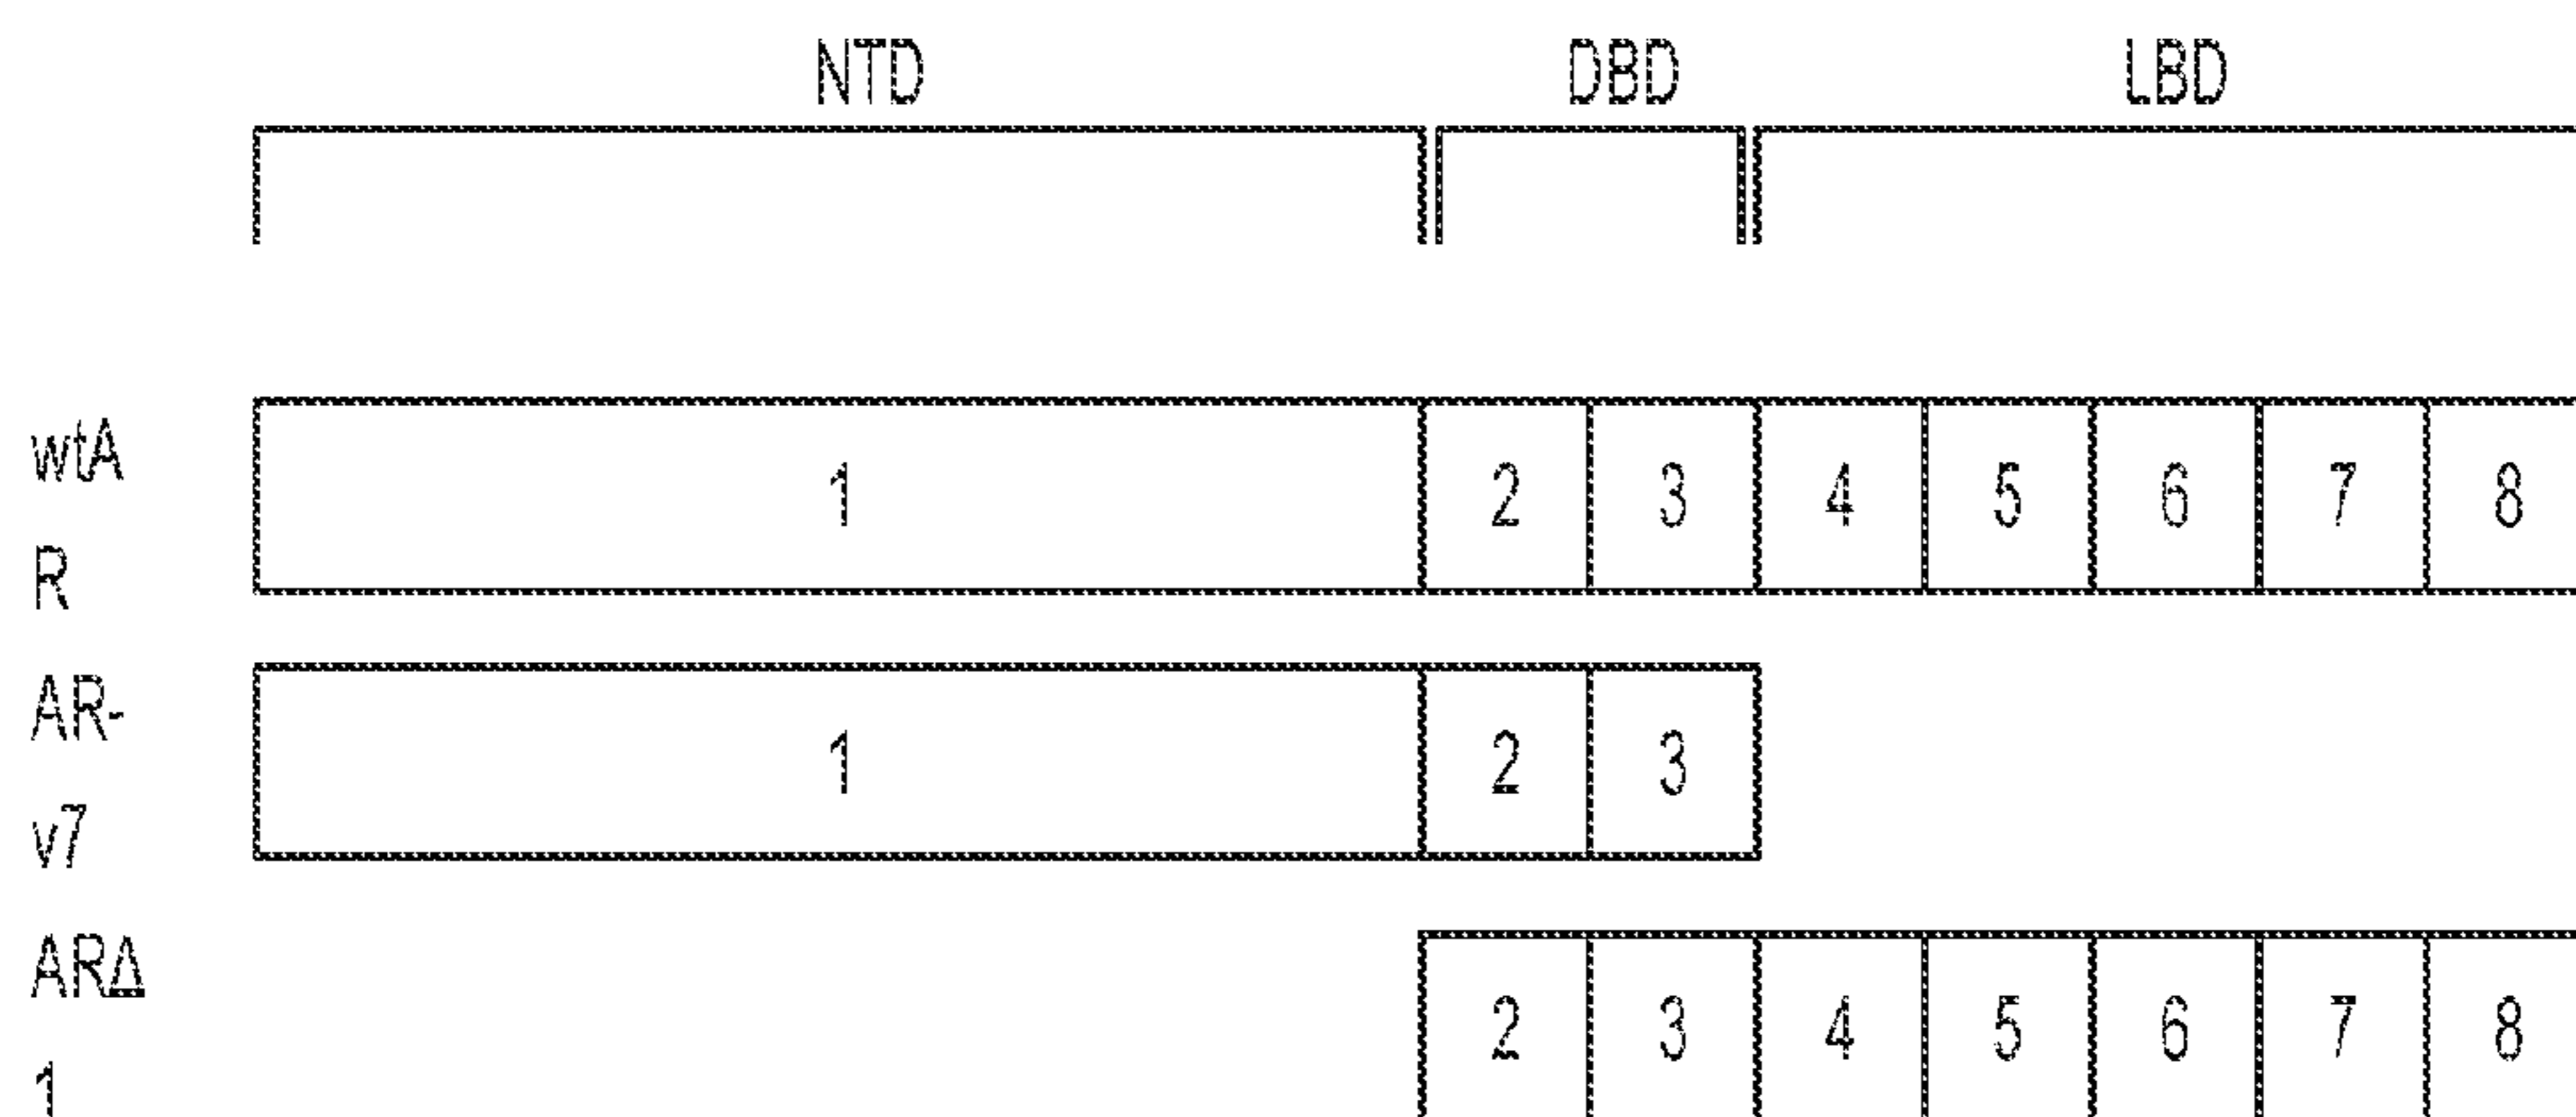 NTD DBD LBD
wtA
R
1 2 3 4 5 6 7 8
AR-
v7
1 2 3
ARΔ
1
2 3 4 5 6 7 8